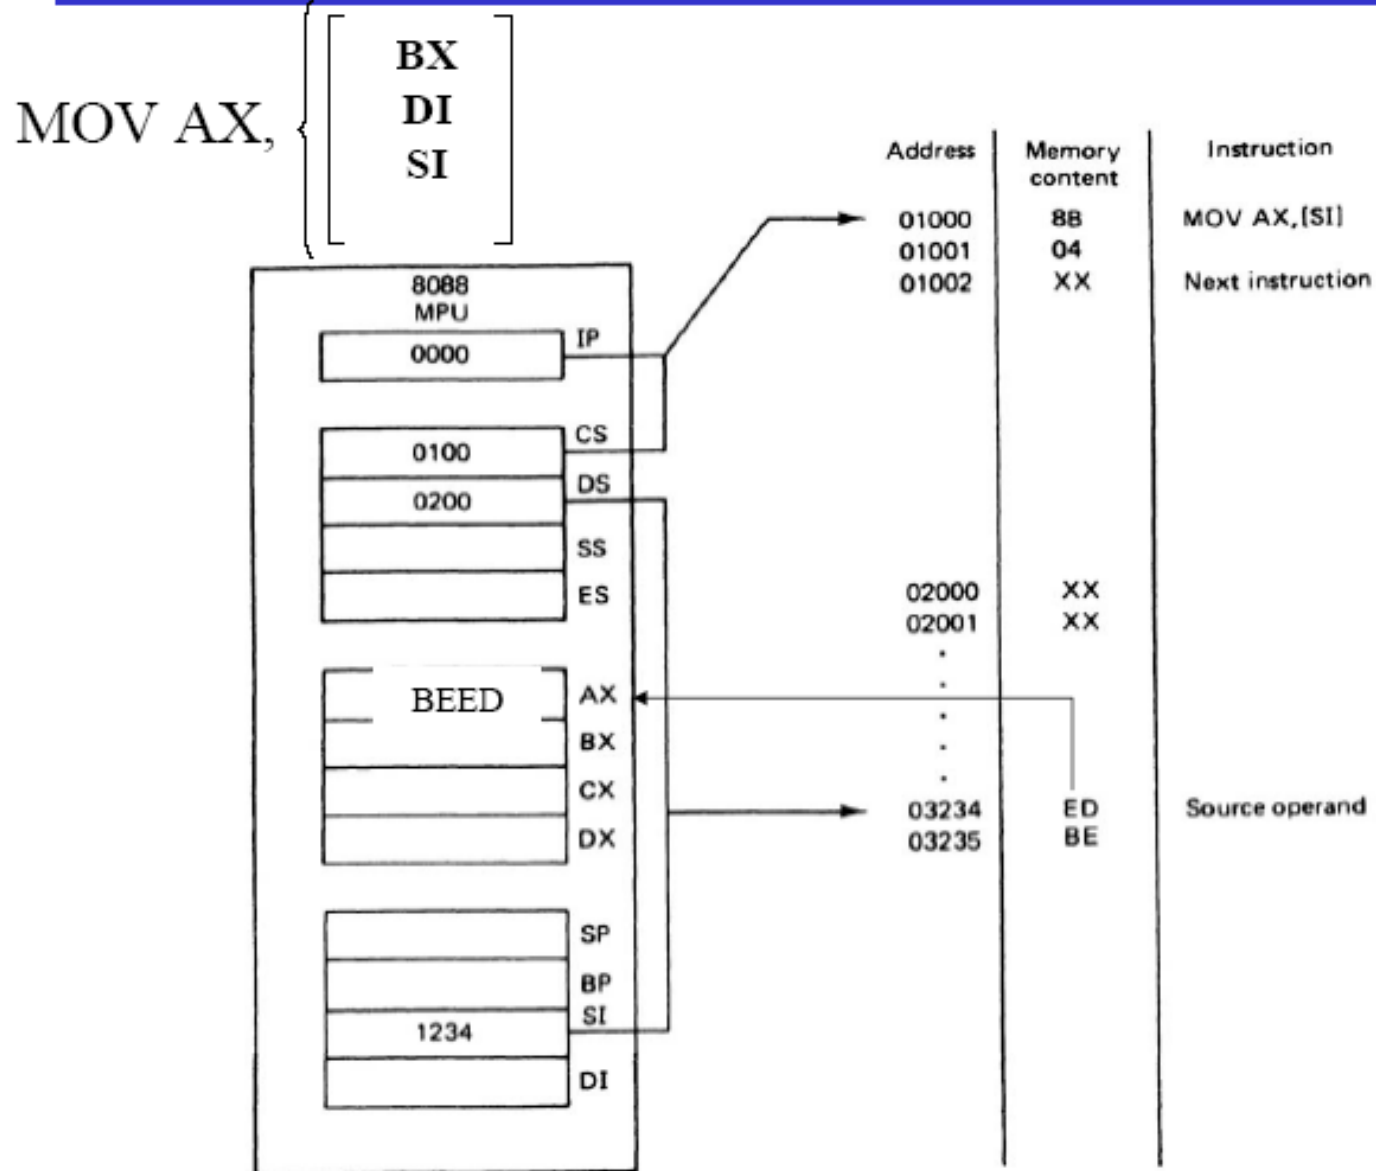 BX
DI
SI
MOV AX,
8088
MPU
IP
0000
CS
0100
DS
0200
SS
ES
BEED AX
BX
CX
DX
SP
BP
SI
1234
DI
Address Memory content Instruction
01000 8B MOV AX,[SI]
01001 04
01002 XX Next instruction
02000 XX
02001 XX
03234 ED Source operand
03235 BE